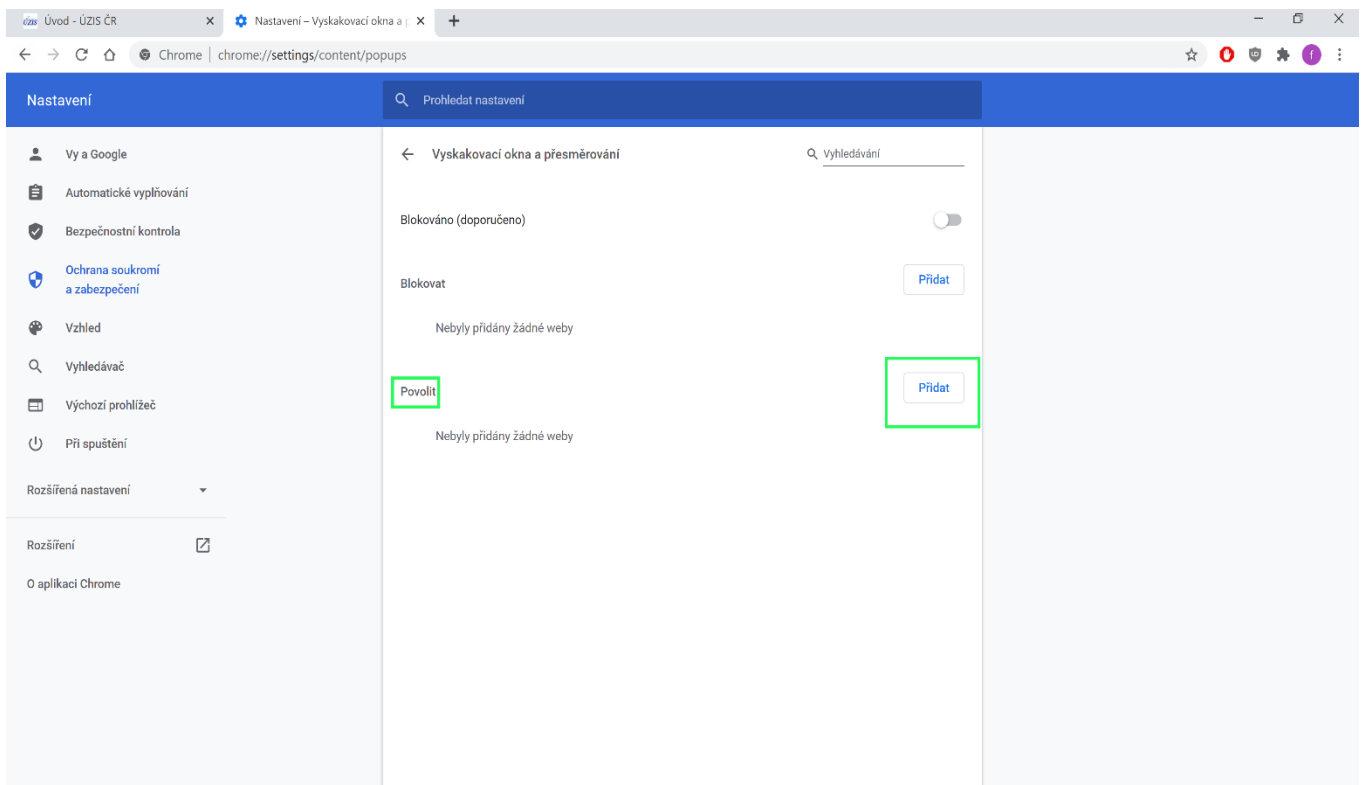 úzis Úvod - ÚZIS ČR
Nastavení – Vyskakovací okna a p
Chrome | chrome://settings/content/popups
f
Nastavení
Prohledat nastavení
Vy a Google
Automatické vyplňování
Bezpečnostní kontrola
Ochrana soukromí
a zabezpečení
Vzhled
Vyhledávač
Výchozí prohlížeč
Při spuštění
Rozšířená nastavení
Rozšíření
O aplikaci Chrome
Vyskakovací okna a přesměrování
Vyhledávání
Blokováno (doporučeno)
Blokovat
Přidat
Nebyly přidány žádné weby
Povolit
Přidat
Nebyly přidány žádné weby